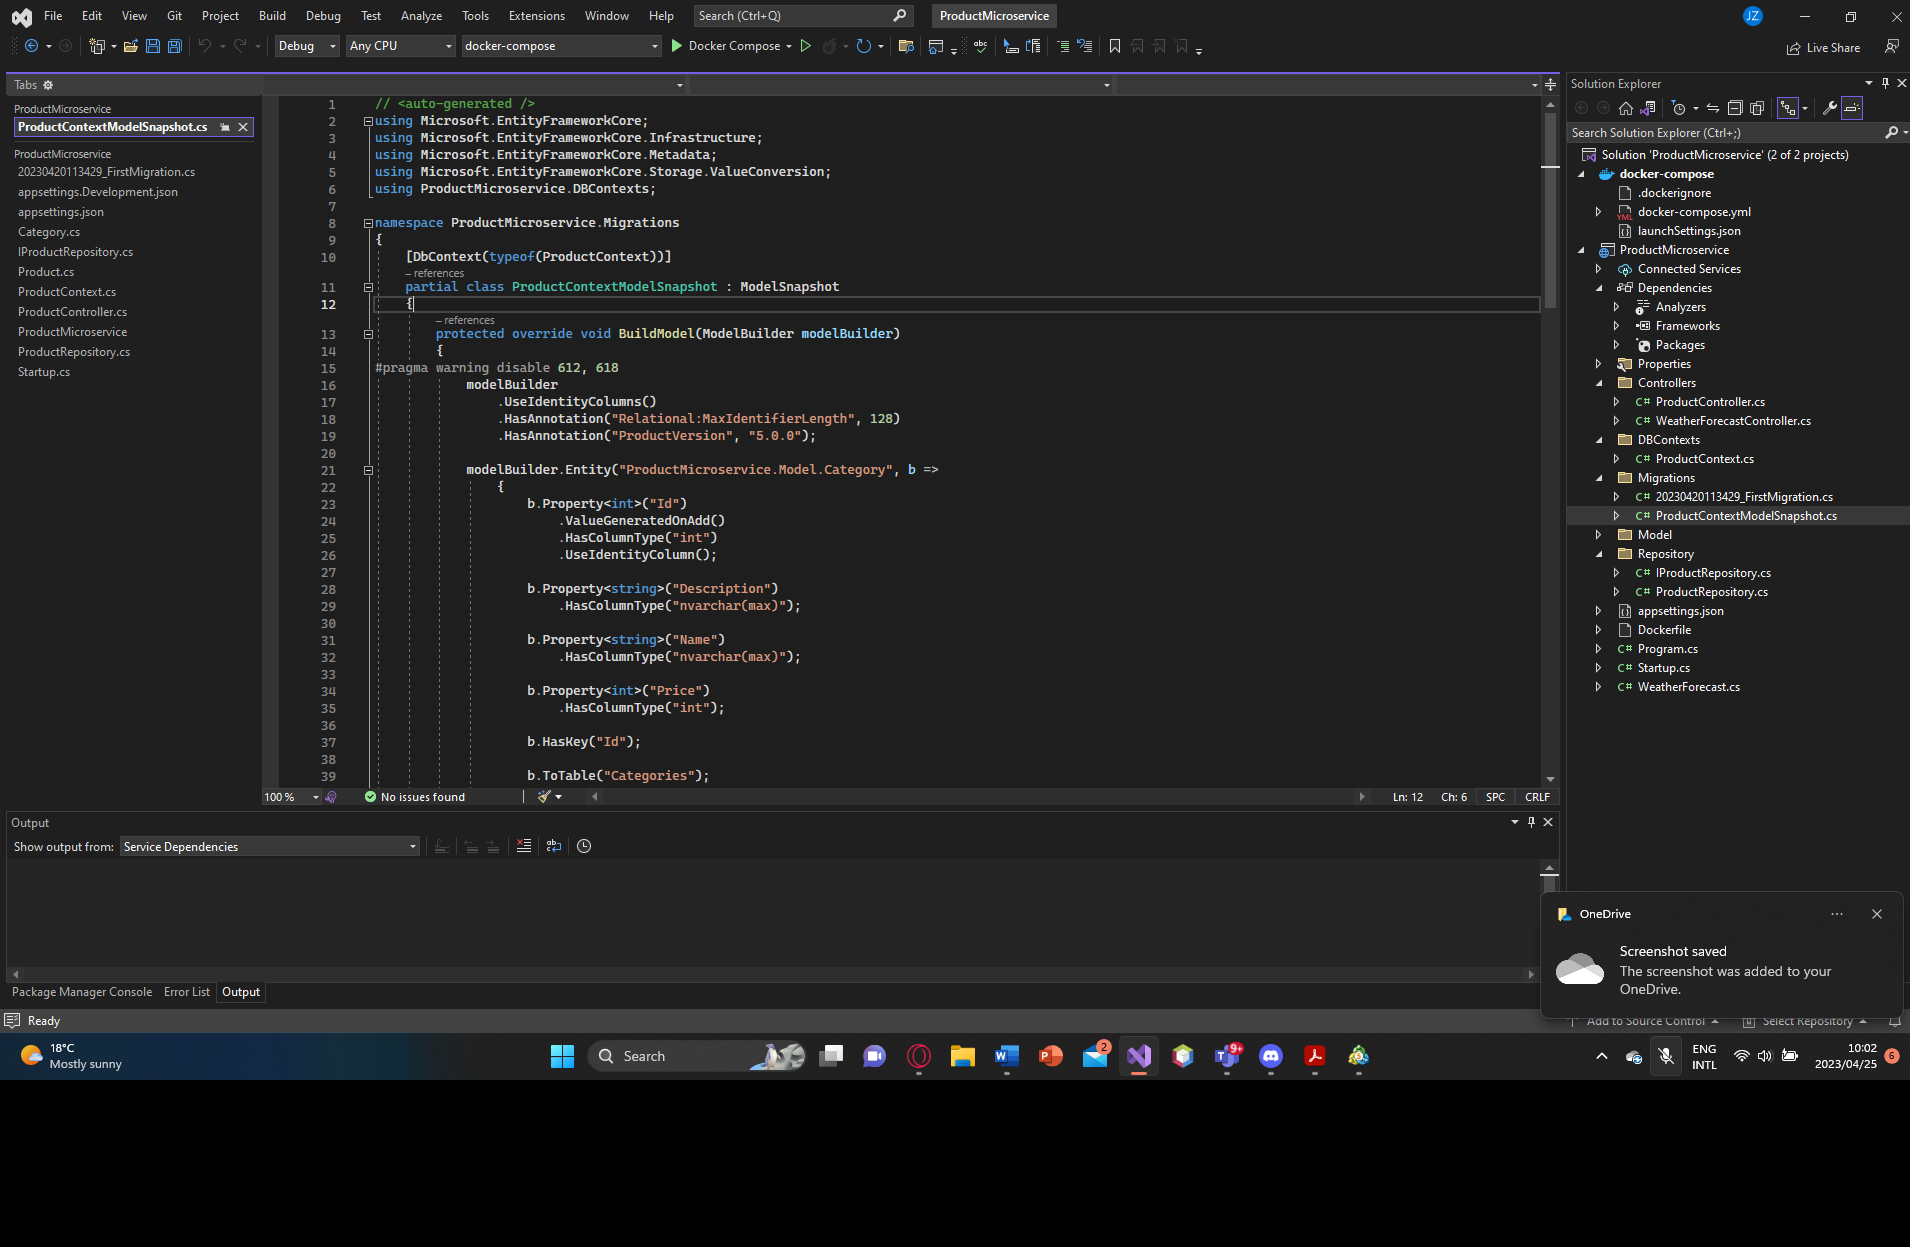 File Edit View Git Project Build Debug Test Analyze Tools Extensions Window Help Search (Ctrl+Q) ProductMicroservice JZ
Debug Any CPU docker-compose Docker Compose Live Share
Tabs
ProductMicroservice
ProductContextModelSnapshot.cs
ProductMicroservice
20230420113429_FirstMigration.cs
appsettings.Development.json
appsettings.json
Category.cs
IProductRepository.cs
Product.cs
ProductContext.cs
ProductController.cs
ProductMicroservice
ProductRepository.cs
Startup.cs
1 // <auto-generated />
2 using Microsoft.EntityFrameworkCore;
3 using Microsoft.EntityFrameworkCore.Infrastructure;
4 using Microsoft.EntityFrameworkCore.Metadata;
5 using Microsoft.EntityFrameworkCore.Storage.ValueConversion;
6 using ProductMicroservice.DBContexts;
7
8 namespace ProductMicroservice.Migrations
9 {
10 [DbContext(typeof(ProductContext))]
– references
11 partial class ProductContextModelSnapshot : ModelSnapshot
12 {
– references
13 protected override void BuildModel(ModelBuilder modelBuilder)
14 {
15 #pragma warning disable 612, 618
16 modelBuilder
17 .UseIdentityColumns()
18 .HasAnnotation("Relational:MaxIdentifierLength", 128)
19 .HasAnnotation("ProductVersion", "5.0.0");
20
21 modelBuilder.Entity("ProductMicroservice.Model.Category", b =>
22 {
23 b.Property<int>("Id")
24 .ValueGeneratedOnAdd()
25 .HasColumnType("int")
26 .UseIdentityColumn();
27
28 b.Property<string>("Description")
29 .HasColumnType("nvarchar(max)");
30
31 b.Property<string>("Name")
32 .HasColumnType("nvarchar(max)");
33
34 b.Property<int>("Price")
35 .HasColumnType("int");
36
37 b.HasKey("Id");
38
39 b.ToTable("Categories");
100 % No issues found Ln: 12 Ch: 6 SPC CRLF
Output
Show output from: Service Dependencies
Package Manager Console Error List Output
Solution Explorer
Search Solution Explorer (Ctrl+;)
Solution 'ProductMicroservice' (2 of 2 projects)
docker-compose
.dockerignore
YML docker-compose.yml
launchSettings.json
ProductMicroservice
Connected Services
Dependencies
Analyzers
Frameworks
Packages
Properties
Controllers
C# ProductController.cs
C# WeatherForecastController.cs
DBContexts
C# ProductContext.cs
Migrations
C# 20230420113429_FirstMigration.cs
C# ProductContextModelSnapshot.cs
Model
Repository
C# IProductRepository.cs
C# ProductRepository.cs
appsettings.json
Dockerfile
C# Program.cs
C# Startup.cs
C# WeatherForecast.cs
OneDrive
Screenshot saved
The screenshot was added to your
OneDrive.
Ready Add to Source Control Select Repository
18°C
Mostly sunny
Search
2
9+
ENG
INTL
10:02
2023/04/25
6